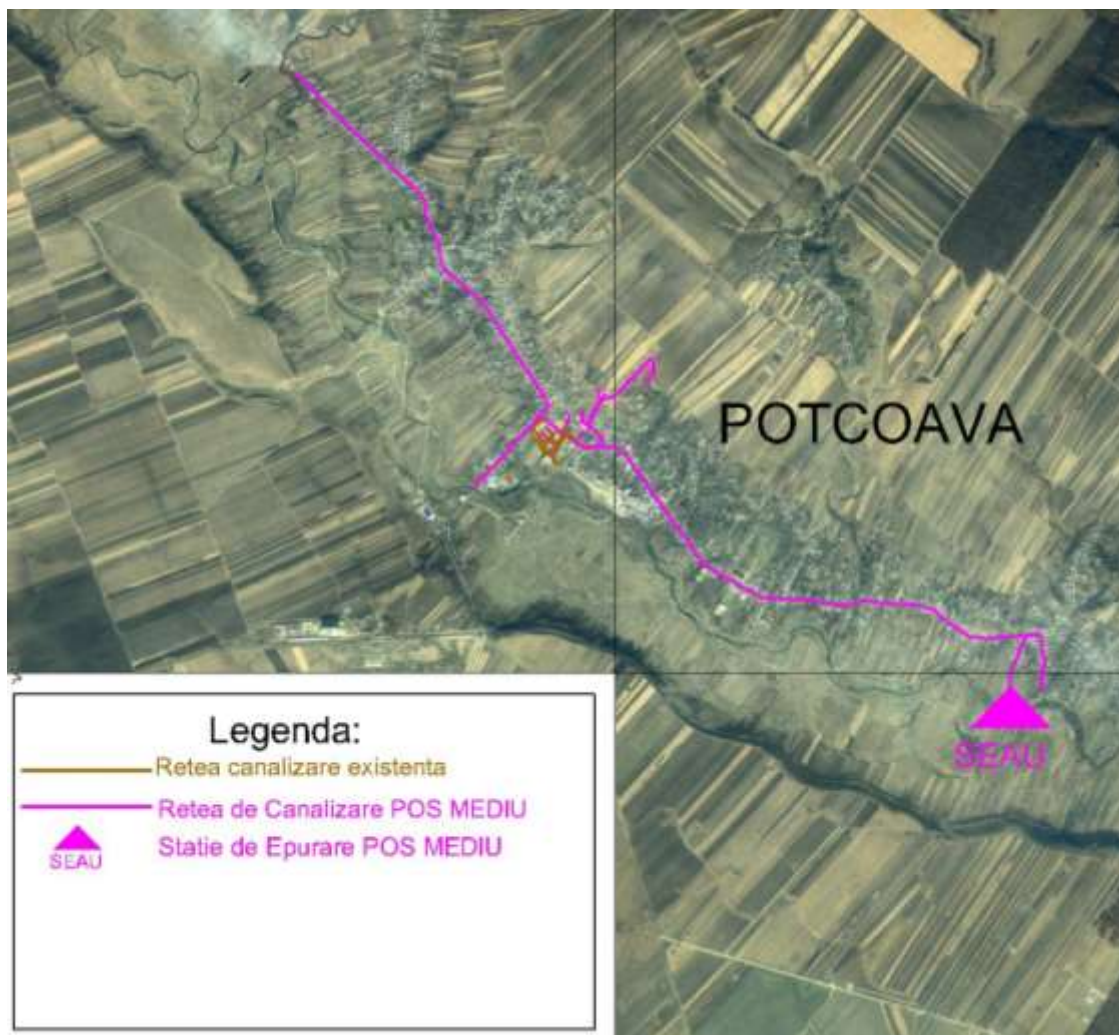 POTCOAVA
SEAU
Legenda:
Retea canalizare existenta
Retea de Canalizare POS MEDIU
SEAU
Statie de Epurare POS MEDIU